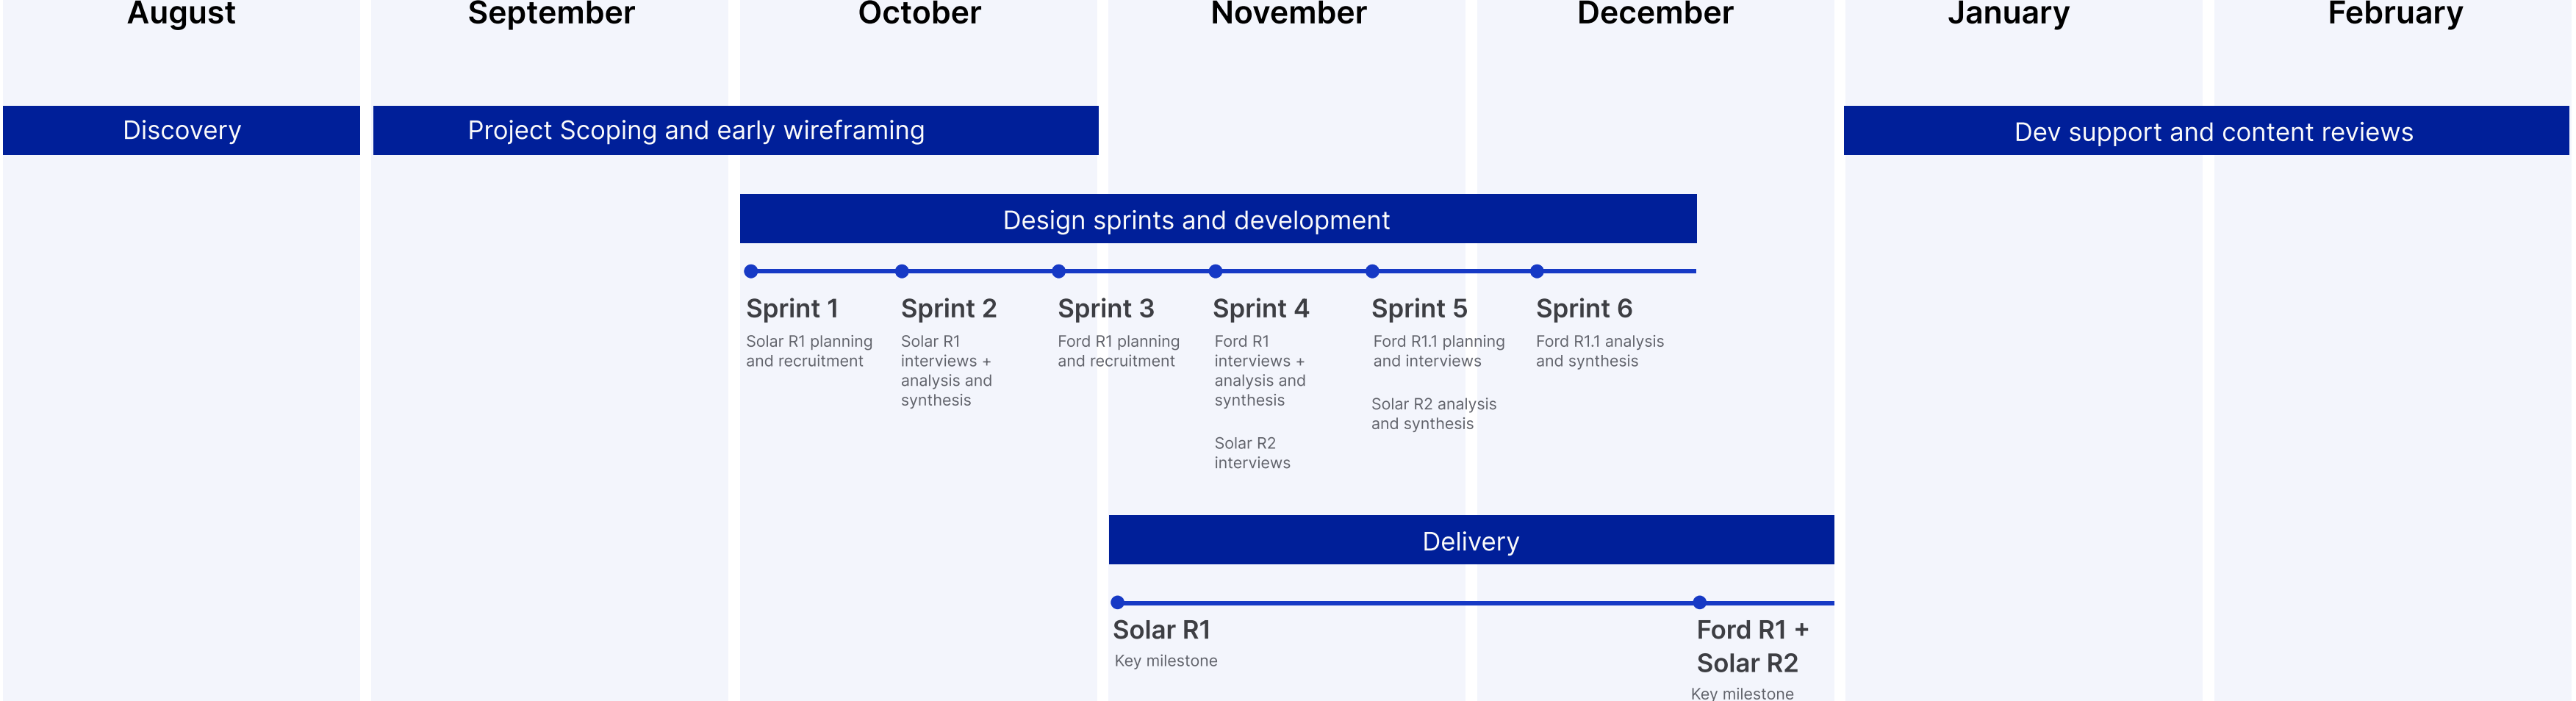 August
September
October
November
December
January
February
Discovery
Project Scoping and early wireframing
Dev support and content reviews
Design sprints and development
Sprint 1
Solar R1 planning
and recruitment
Sprint 2
Solar R1
interviews +
analysis and
synthesis
Sprint 3
Ford R1 planning
and recruitment
Sprint 4
Ford R1
interviews +
analysis and
synthesis
Solar R2
interviews
Sprint 5
Ford R1.1 planning
and interviews
Solar R2 analysis
and synthesis
Sprint 6
Ford R1.1 analysis
and synthesis
Delivery
Solar R1
Key milestone
Ford R1 +
Solar R2
Key milestone